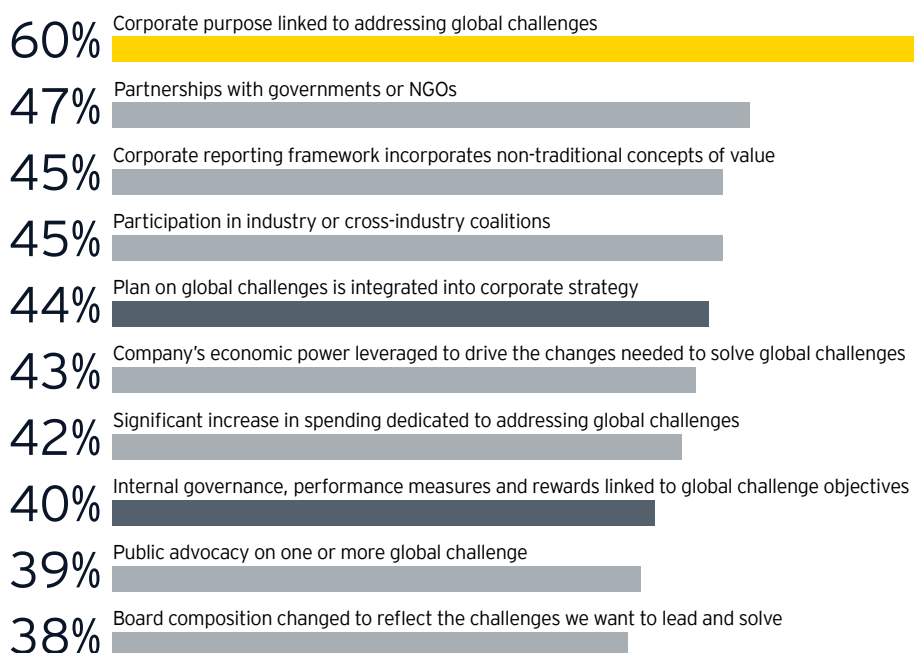 Corporate purpose linked to addressing global challenges
60%
Partnerships with governments or NGOs
47%
Corporate reporting framework incorporates non-traditional concepts of value
45%
Participation in industry or cross-industry coalitions
45%
Plan on global challenges is integrated into corporate strategy
44%
Company's economic power leveraged to drive the changes needed to solve global challenges
43%
Significant increase in spending dedicated to addressing global challenges
42%
Internal governance, performance measures and rewards linked to global challenge objectives
40%
Public advocacy on one or more global challenge
39%
Board composition changed to reflect the challenges we want to lead and solve
38%